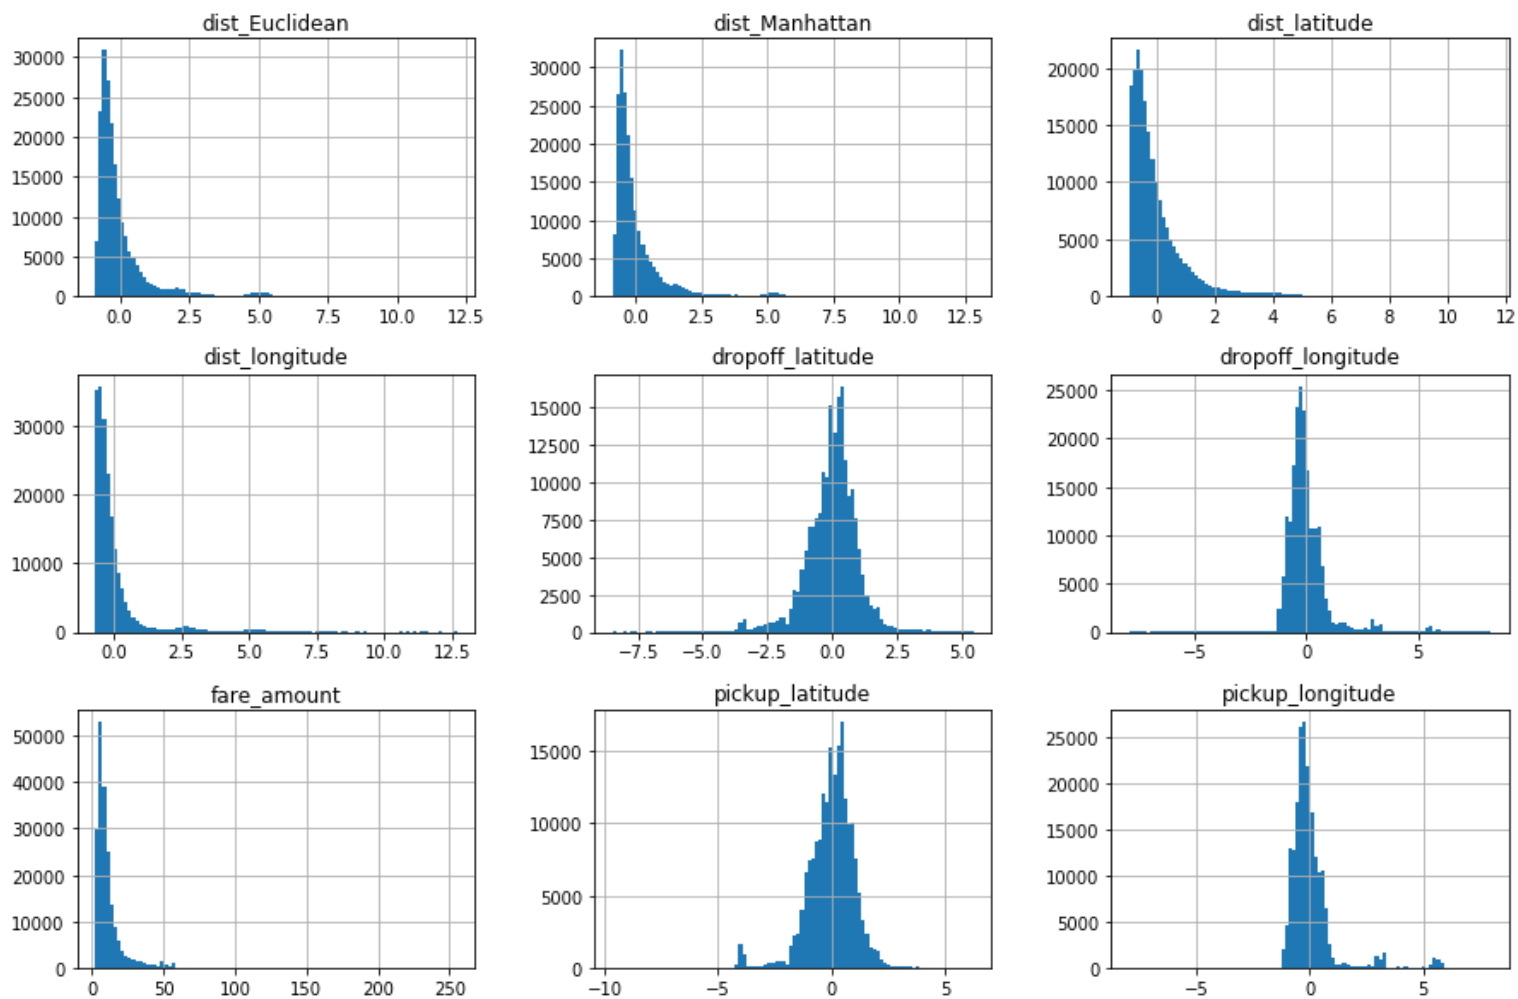 dist_Euclidean
30000
25000
20000
15000
10000
5000
0
0.0 2.5 5.0 7.5 10.0 12.5
dist_Manhattan
30000
25000
20000
15000
10000
5000
0
0.0 2.5 5.0 7.5 10.0 12.5
dist_latitude
20000
15000
10000
5000
0
0 2 4 6 8 10 12
dist_longitude
30000
20000
10000
0
0.0 2.5 5.0 7.5 10.0 12.5
dropoff_latitude
15000
12500
10000
7500
5000
2500
0
−7.5 −5.0 −2.5 0.0 2.5 5.0
dropoff_longitude
25000
20000
15000
10000
5000
0
−5 0 5
fare_amount
50000
40000
30000
20000
10000
0
0 50 100 150 200 250
pickup_latitude
15000
10000
5000
0
−10 −5 0 5
pickup_longitude
25000
20000
15000
10000
5000
0
−5 0 5